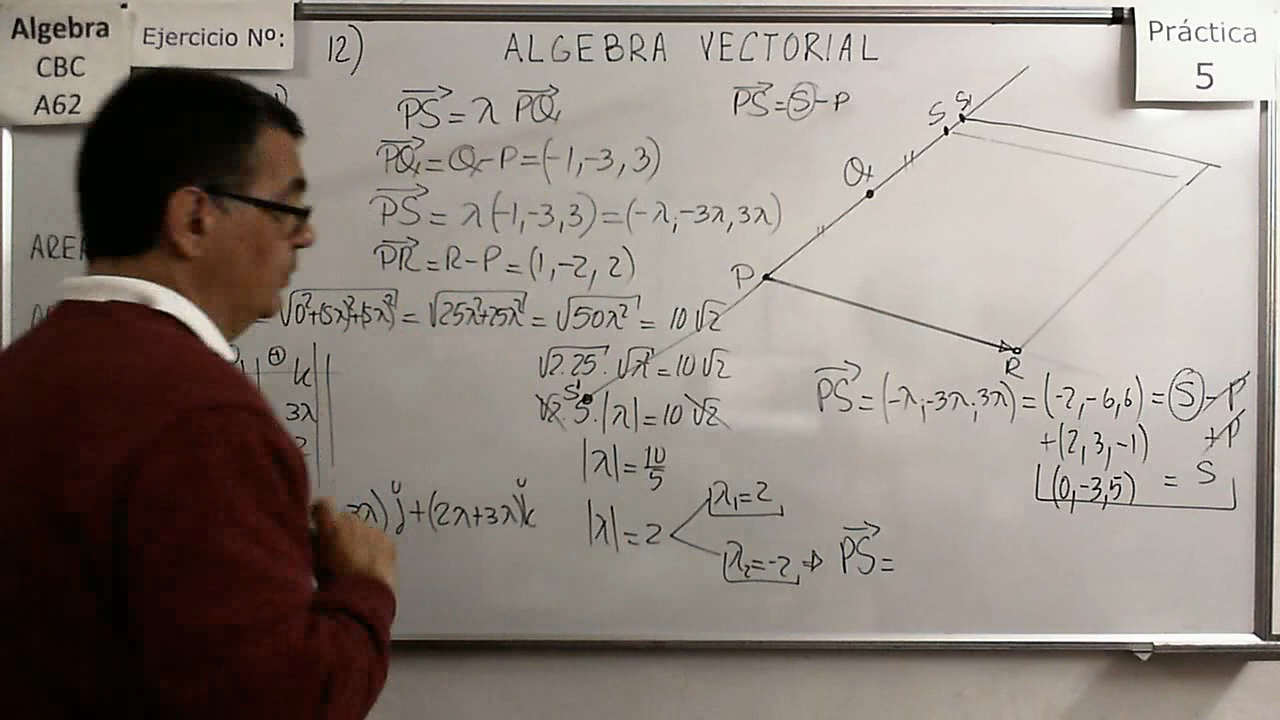 Algebra
CBC
A62
Ejercicio Nº:
12) ALGEBRA VECTORIAL
Práctica
5
PS = λ PQ
PS = S - P
PQ = Q - P = (-1, -3, 3)
PS = λ(-1, -3, 3) = (-λ; -3λ, 3λ)
PR = R - P = (1, -2, 2)
= √0²+(5λ)²+(5λ)² = √25λ²+25λ² = √50λ² = 10√2
√2.25 . √λ² = 10√2
√2. 5. |λ| = 10√2
|λ| = 10/5
|λ| = 2
λ₁ = 2
λ₂ = -2 ⇒ PS =
k
3λ
2
3λ) j + (2λ+3λ) k
S S₁
Q
P
R
S'
PS = (-λ; -3λ; 3λ) = (-2, -6, 6) = S - P
+(2, 3, -1) +P
(0, -3, 5) = S